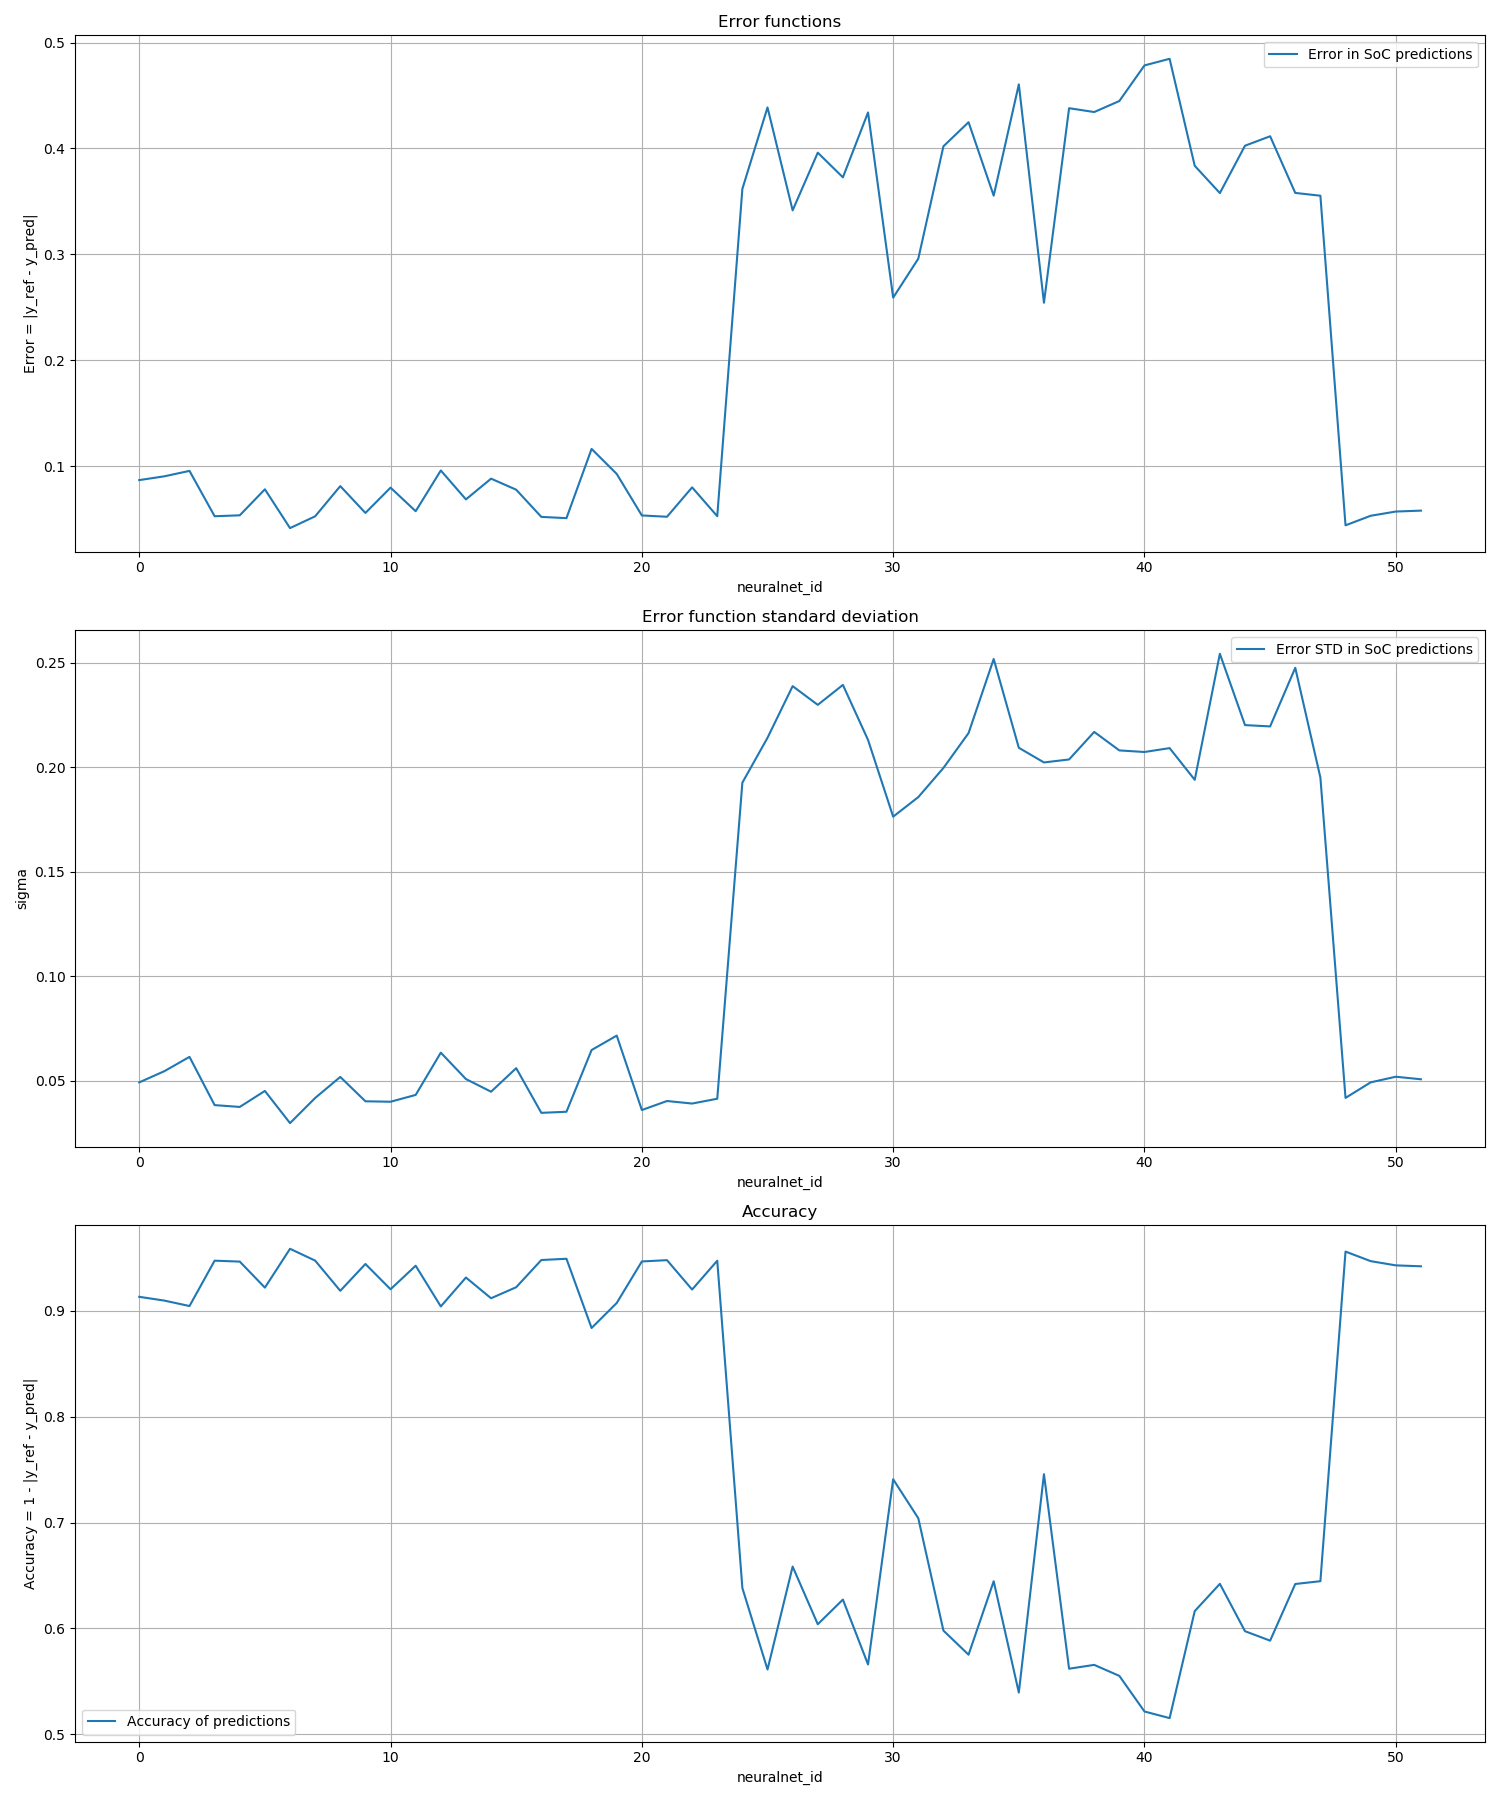 Error functions
Error in SoC predictions
0.5
0.4
0.3
0.2
0.1
Error = |y_ref - y_pred|
0 10 20 30 40 50
neuralnet_id
Error function standard deviation
Error STD in SoC predictions
0.25
0.20
0.15
0.10
0.05
sigma
0 10 20 30 40 50
neuralnet_id
Accuracy
0.9
0.8
0.7
0.6
0.5
Accuracy = 1 - |y_ref - y_pred|
Accuracy of predictions
0 10 20 30 40 50
neuralnet_id